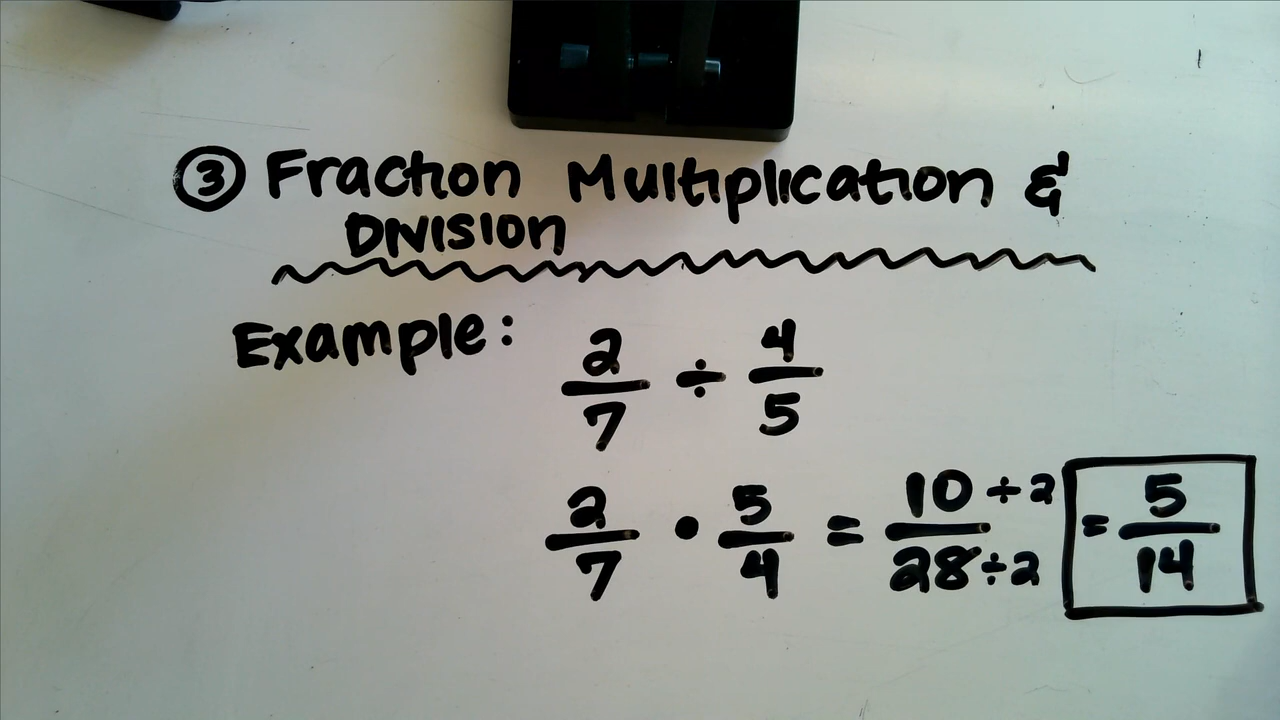 ③ Fraction Multiplication &
Division
Example: 2/7 ÷ 4/5
2/7 • 5/4 = 10÷2/28÷2 = 5/14